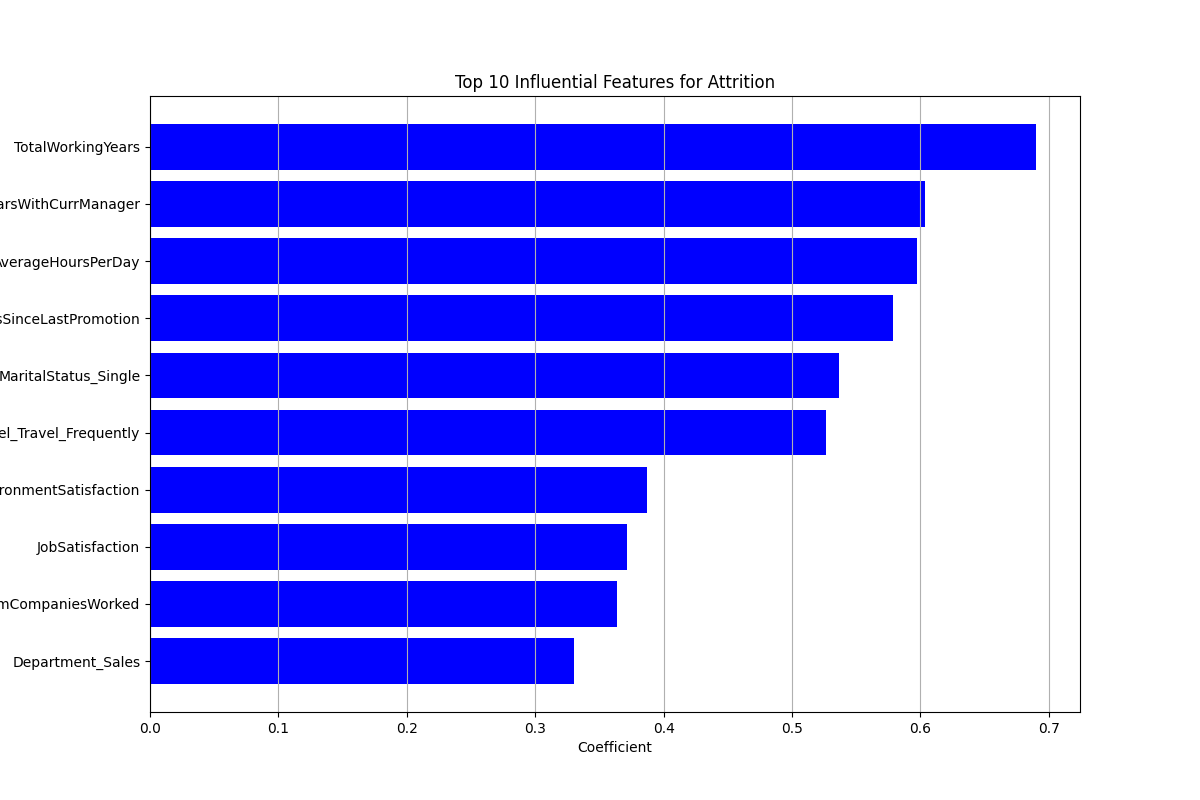 Top 10 Influential Features for Attrition
TotalWorkingYears
arsWithCurrManager
AverageHoursPerDay
sSinceLastPromotion
MaritalStatus_Single
el_Travel_Frequently
ronmentSatisfaction
JobSatisfaction
mCompaniesWorked
Department_Sales
0.0 0.1 0.2 0.3 0.4 0.5 0.6 0.7
Coefficient